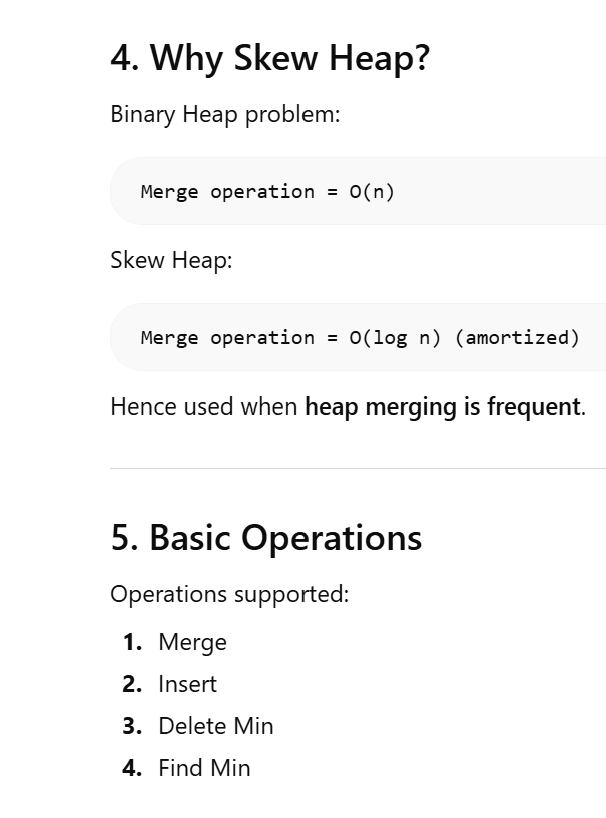 4. Why Skew Heap?
Binary Heap problem:
Merge operation = O(n)
Skew Heap:
Merge operation = O(log n) (amortized)
Hence used when heap merging is frequent.
5. Basic Operations
Operations supported:
1. Merge
2. Insert
3. Delete Min
4. Find Min